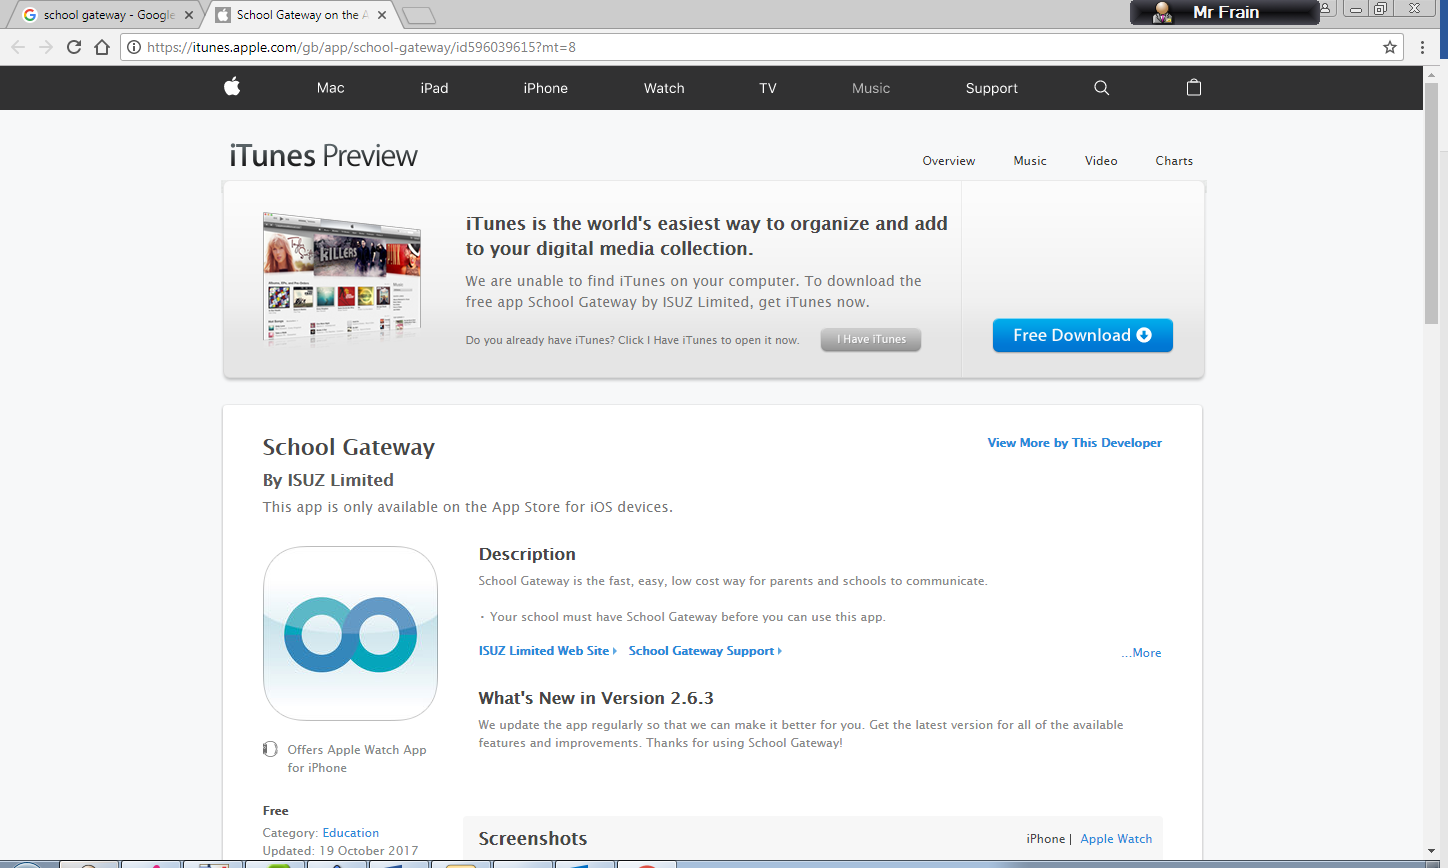 school gateway - Google
School Gateway on the A
Mr Frain
https://itunes.apple.com/gb/app/school-gateway/id596039615?mt=8
Mac
iPad
iPhone
Watch
TV
Music
Support
iTunes Preview
Overview
Music
Video
Charts
KILLERS
iTunes is the world's easiest way to organize and add
to your digital media collection.
We are unable to find iTunes on your computer. To download the
free app School Gateway by ISUZ Limited, get iTunes now.
Do you already have iTunes? Click I Have iTunes to open it now.
I Have iTunes
Free Download
School Gateway
View More by This Developer
By ISUZ Limited
This app is only available on the App Store for iOS devices.
Description
School Gateway is the fast, easy, low cost way for parents and schools to communicate.
• Your school must have School Gateway before you can use this app.
ISUZ Limited Web Site
School Gateway Support
...More
What's New in Version 2.6.3
We update the app regularly so that we can make it better for you. Get the latest version for all of the available
features and improvements. Thanks for using School Gateway!
Offers Apple Watch App
for iPhone
Free
Category: Education
Updated: 19 October 2017
Screenshots
iPhone | Apple Watch